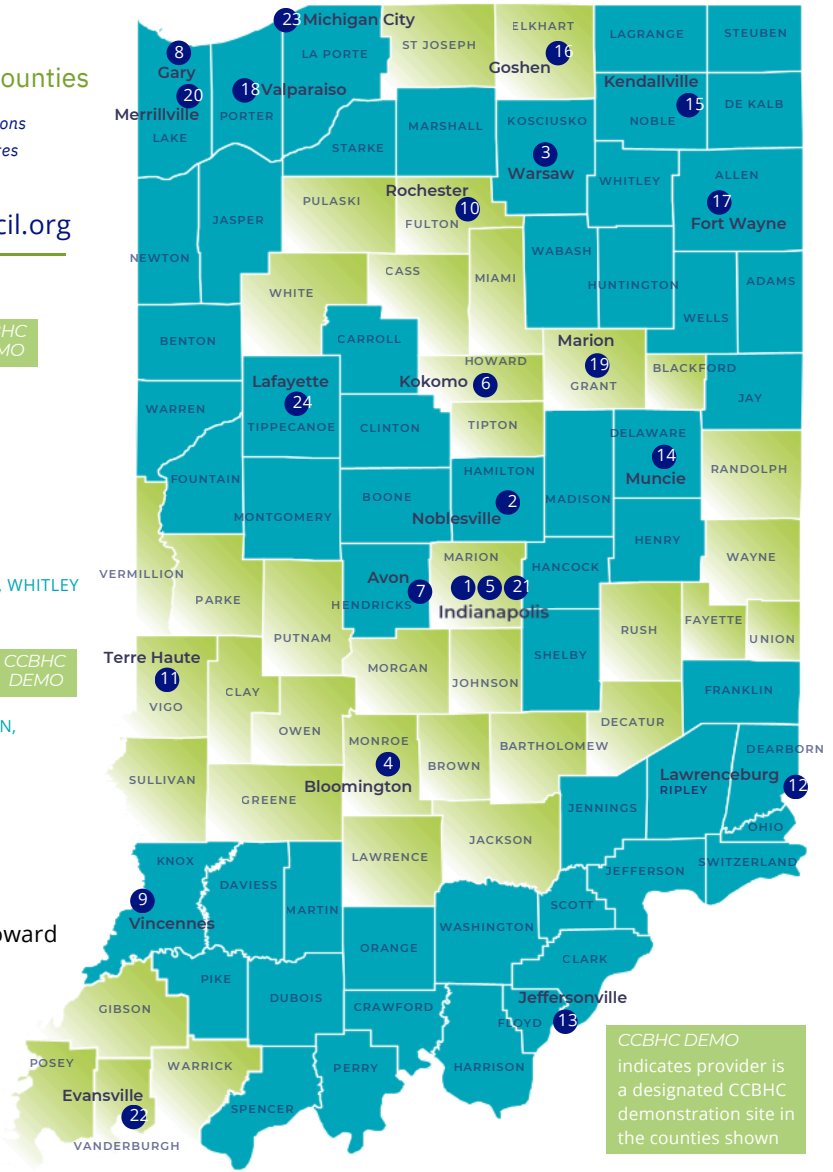 ounties
ons
res
cil.org
HC
MO
, WHITLEY
CCBHC
DEMO
N,
oward
23 Michigan City
LA PORTE
ST JOSEPH
ELKHART
16
Goshen
LAGRANGE
STEUBEN
8
Gary
20
Merrillville
LAKE
18 Valparaiso
PORTER
Kendallville
15
NOBLE
DE KALB
STARKE
MARSHALL
KOSCIUSKO
3
Warsaw
WHITLEY
ALLEN
17
Fort Wayne
PULASKI
Rochester
10
FULTON
JASPER
NEWTON
WHITE
CASS
MIAMI
WABASH
HUNTINGTON
WELLS
ADAMS
BENTON
CARROLL
HOWARD
Kokomo 6
Marion
19
GRANT
BLACKFORD
JAY
WARREN
Lafayette
24
TIPPECANOE
CLINTON
TIPTON
DELAWARE
14
Muncie
RANDOLPH
FOUNTAIN
MONTGOMERY
BOONE
HAMILTON
2
Noblesville
MADISON
HENRY
WAYNE
VERMILLION
PARKE
PUTNAM
Avon
7
HENDRICKS
MARION
1 5 21
Indianapolis
HANCOCK
RUSH
FAYETTE
UNION
Terre Haute
11
VIGO
CLAY
OWEN
MORGAN
JOHNSON
SHELBY
DECATUR
FRANKLIN
SULLIVAN
GREENE
MONROE
4
Bloomington
BROWN
BARTHOLOMEW
JENNINGS
DEARBORN
Lawrenceburg
12
RIPLEY
OHIO
SWITZERLAND
JEFFERSON
LAWRENCE
JACKSON
KNOX
9
Vincennes
DAVIESS
MARTIN
ORANGE
WASHINGTON
SCOTT
CLARK
Jeffersonville
13
FLOYD
GIBSON
PIKE
DUBOIS
CRAWFORD
HARRISON
POSEY
Evansville
22
VANDERBURGH
WARRICK
SPENCER
PERRY
CCBHC DEMO
indicates provider is
a designated CCBHC
demonstration site in
the counties shown